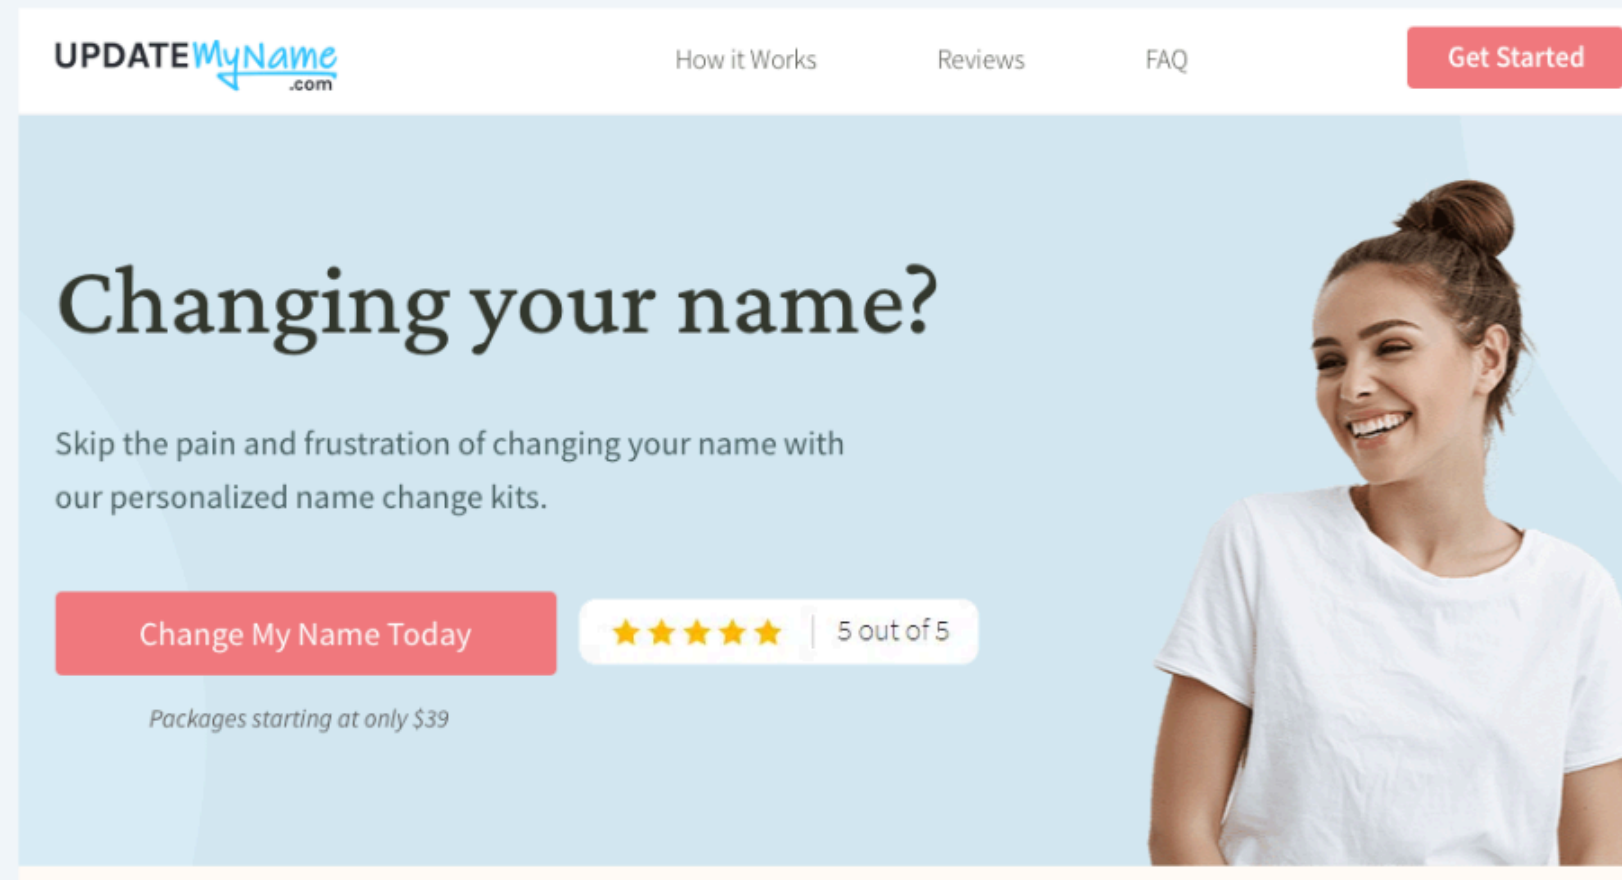 UPDATEMyName
.com
How it Works
Reviews
FAQ
Get Started
Changing your name?
Skip the pain and frustration of changing your name with
our personalized name change kits.
Change My Name Today
5 out of 5
Packages starting at only $39